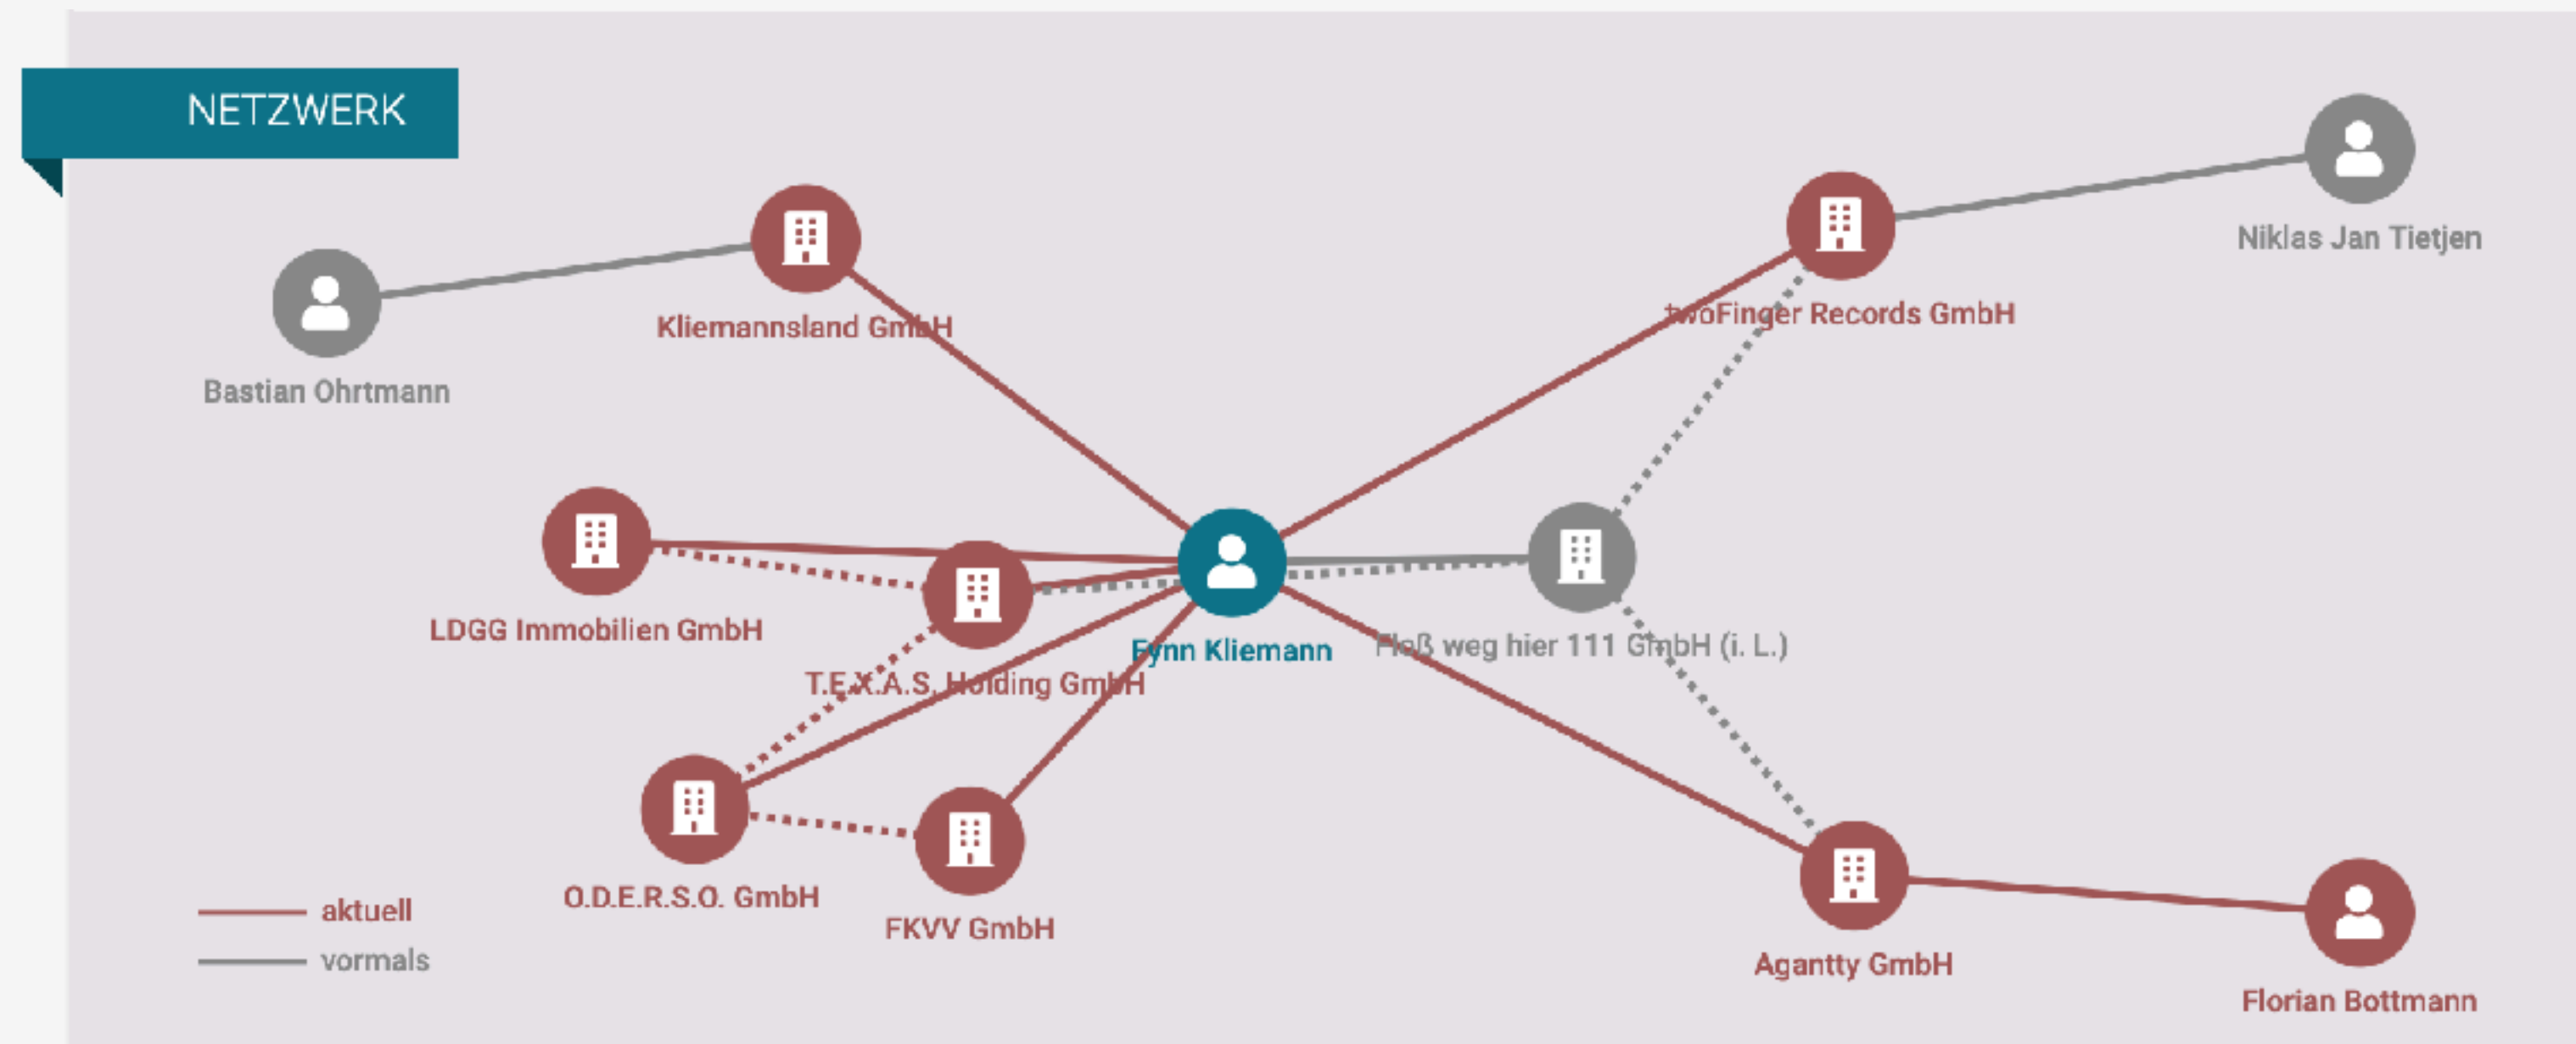 NETZWERK
Niklas Jan Tietjen
twoFinger Records GmbH
Kliemannsland GmbH
Bastian Ohrtmann
LDGG Immobilien GmbH
Fynn Kliemann
Floß weg hier 111 GmbH (i. L.)
T.E.X.A.S. Holding GmbH
O.D.E.R.S.O. GmbH
FKVV GmbH
aktuell
vormals
Agantty GmbH
Florian Bottmann